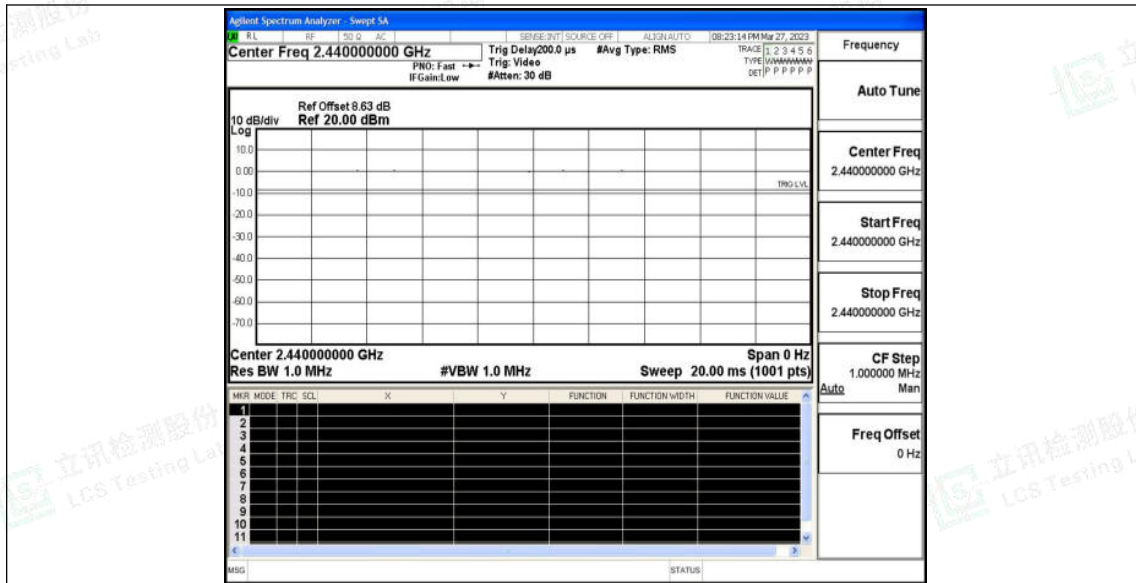 Agilent Spectrum Analyzer - Swept SA
RL RF 50 Ω AC SENSE:INT SOURCE OFF ALIGN AUTO 08:23:14 PM Mar 27, 2023
Center Freq 2.440000000 GHz
PNO: Fast
IFGain:Low
Trig Delay200.0 µs
Trig: Video
#Atten: 30 dB
#Avg Type: RMS
TRACE 1 2 3 4 5 6
TYPE
DET P P P P P P
Ref Offset 8.63 dB
10 dB/div Ref 20.00 dBm
Log
10.0
0.00
TRIG LVL
-10.0
-20.0
-30.0
-40.0
-50.0
-60.0
-70.0
Center 2.440000000 GHz Span 0 Hz
Res BW 1.0 MHz #VBW 1.0 MHz Sweep 20.00 ms (1001 pts)
MKR MODE TRC SCL X Y FUNCTION FUNCTION WIDTH FUNCTION VALUE
1
2
3
4
5
6
7
8
9
10
11
MSG STATUS
Frequency
Auto Tune
Center Freq
2.440000000 GHz
Start Freq
2.440000000 GHz
Stop Freq
2.440000000 GHz
CF Step
1.000000 MHz
Auto Man
Freq Offset
0 Hz
立讯检测股份
LCS Testing Lab
立讯检测股份
LCS Testing